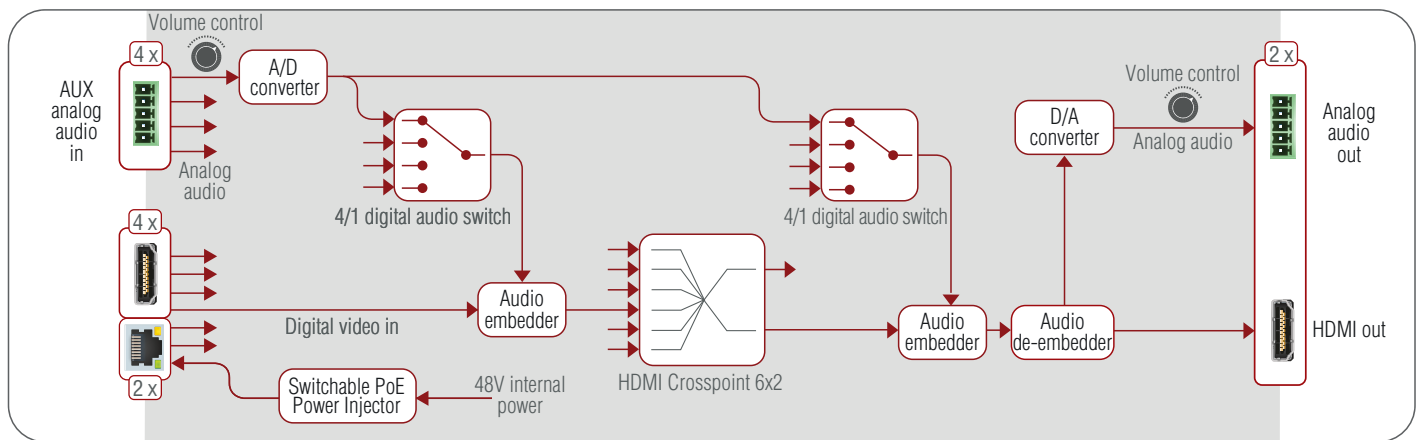 Volume control
4 x
AUX
analog
audio
in
A/D
converter
Analog
audio
4/1 digital audio switch
4 x
Digital video in
2 x
Switchable PoE
Power Injector
48V internal
power
Audio
embedder
HDMI Crosspoint 6x2
4/1 digital audio switch
Audio
embedder
Audio
de-embedder
D/A
converter
Volume control
Analog audio
2 x
Analog
audio
out
HDMI out